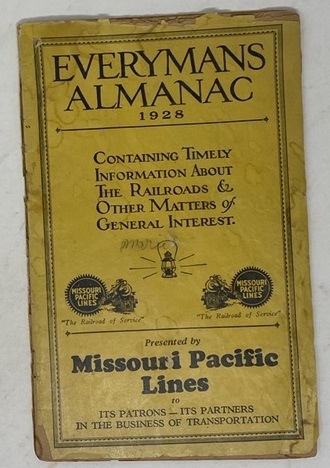 EVERYMANS
ALMANAC
1928
CONTAINING TIMELY
INFORMATION ABOUT
THE RAILROADS &
OTHER MATTERS of
GENERAL INTEREST.
MISSOURI
PACIFIC
LINES
"The Railroad of Service"
MISSOURI
PACIFIC
LINES
"The Railroad of Service"
Presented by
Missouri Pacific
Lines
to
ITS PATRONS — ITS PARTNERS
IN THE BUSINESS OF TRANSPORTATION